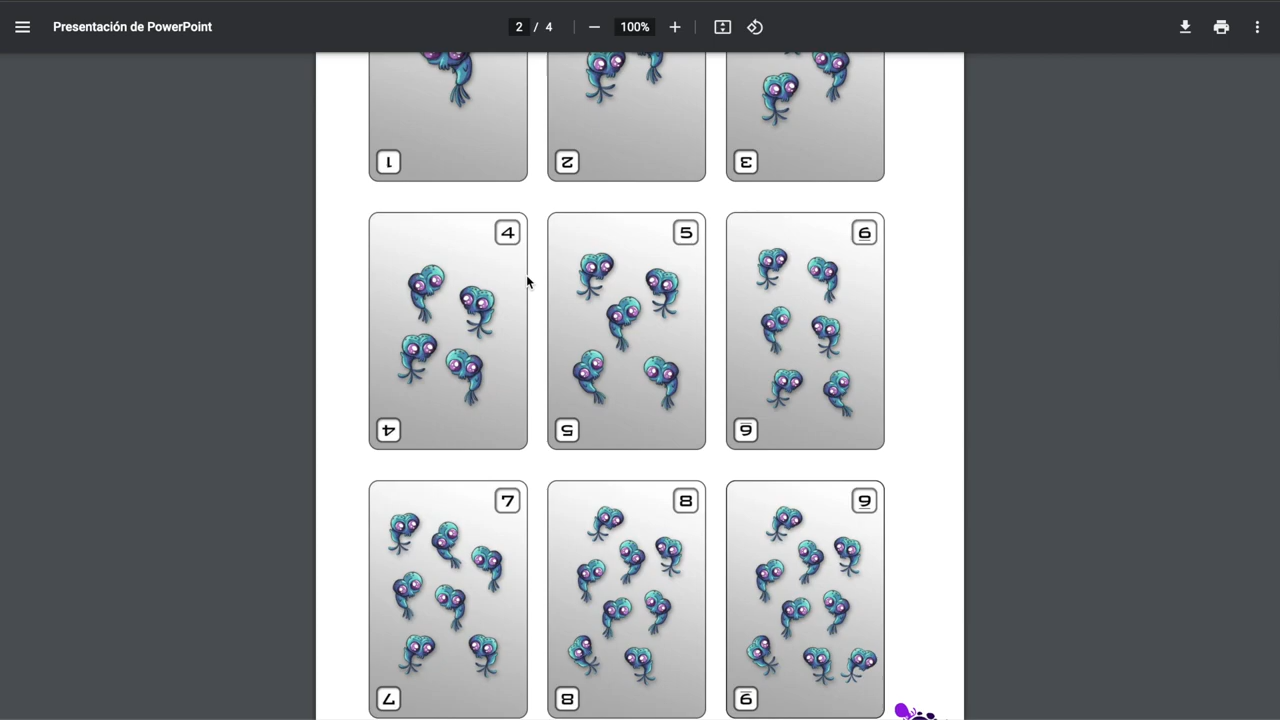 Presentación de PowerPoint
2 / 4
100%
1 2 3
4 5 6
4 5 6
7 8 9
7 8 9